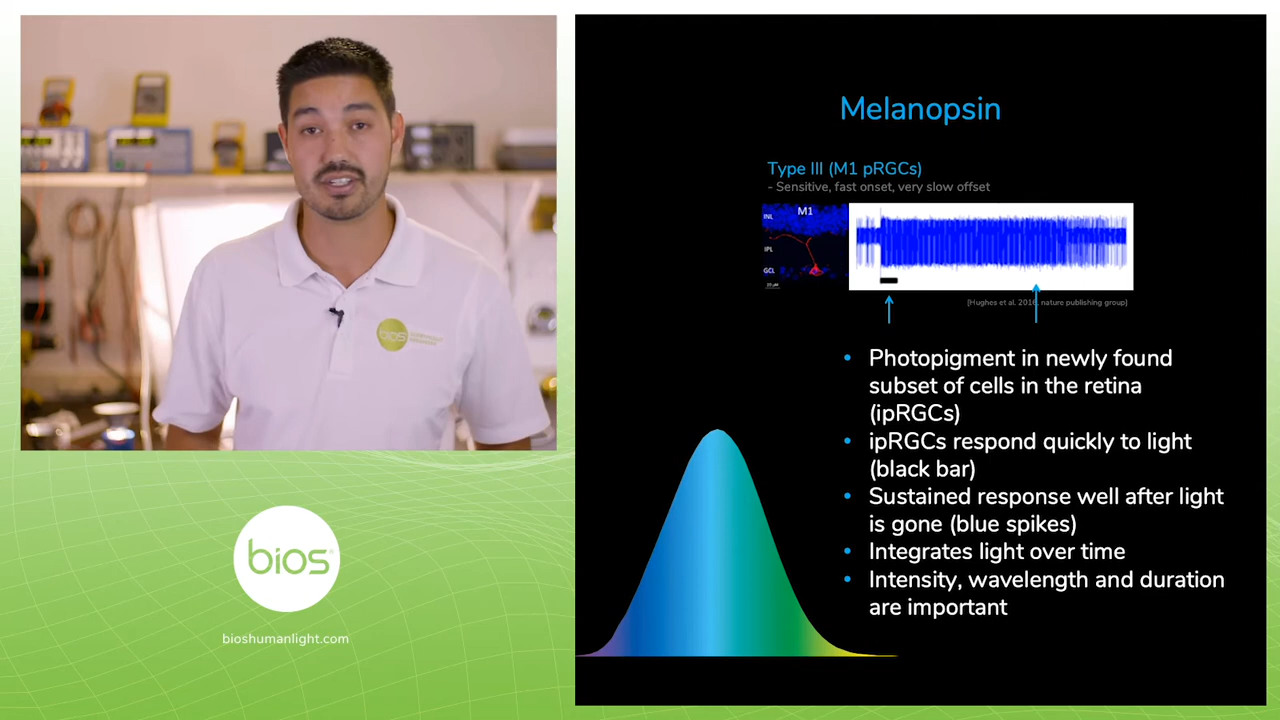 Melanopsin
Type III (M1 pRGCs)
- Sensitive, fast onset, very slow offset
M1
INL
IPL
GCL
[Hughes et al. 2016, nature publishing group]
• Photopigment in newly found
subset of cells in the retina
(ipRGCs)
• ipRGCs respond quickly to light
(black bar)
• Sustained response well after light
is gone (blue spikes)
• Integrates light over time
• Intensity, wavelength and duration
are important
bios
bios®
bioshumanlight.com